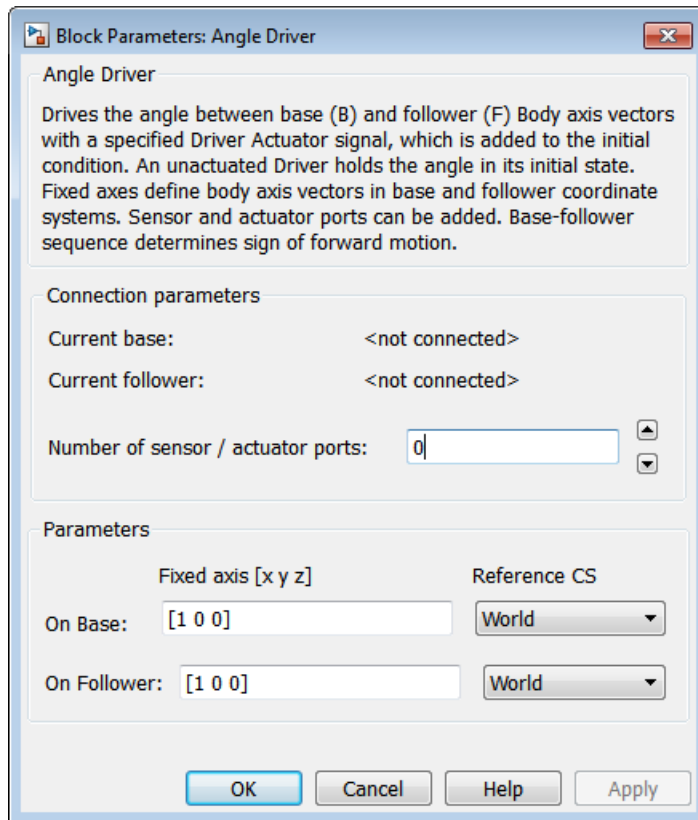 Block Parameters: Angle Driver
Angle Driver
Drives the angle between base (B) and follower (F) Body axis vectors
with a specified Driver Actuator signal, which is added to the initial
condition. An unactuated Driver holds the angle in its initial state.
Fixed axes define body axis vectors in base and follower coordinate
systems. Sensor and actuator ports can be added. Base-follower
sequence determines sign of forward motion.
Connection parameters
Current base: <not connected>
Current follower: <not connected>
Number of sensor / actuator ports: 0
Parameters
Fixed axis [x y z] Reference CS
On Base: [1 0 0] World
On Follower: [1 0 0] World
OK Cancel Help Apply